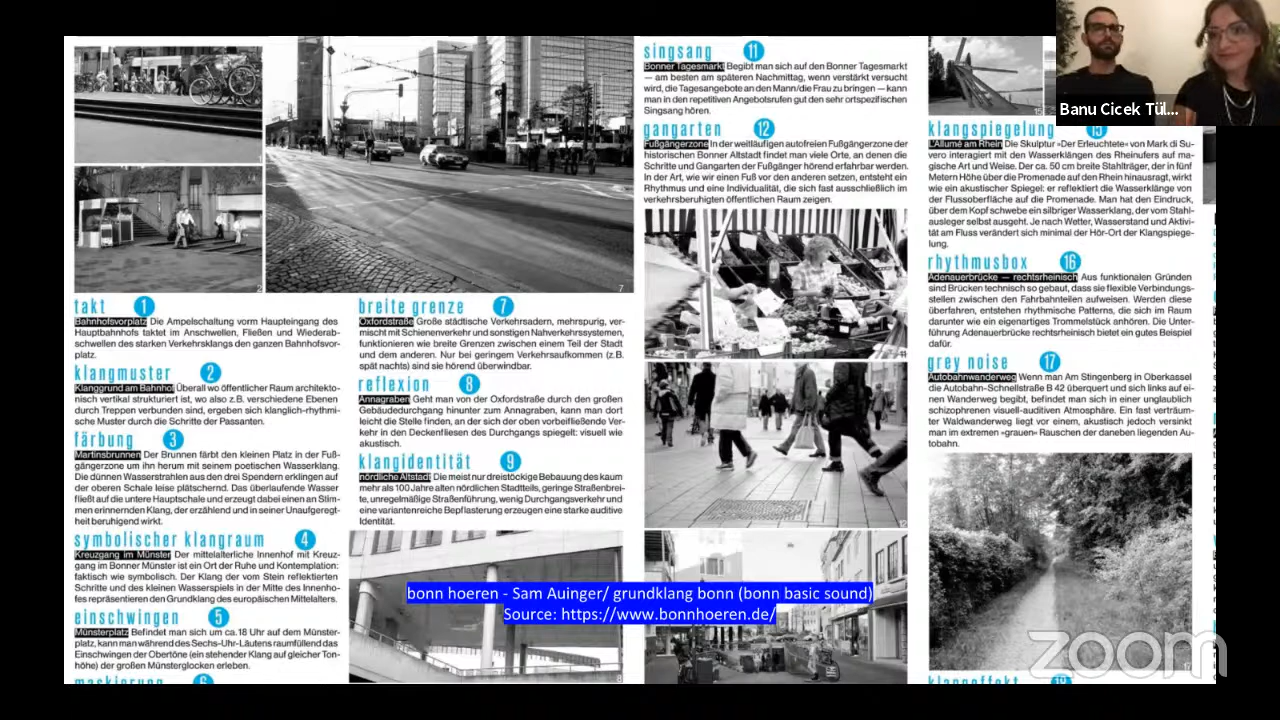 takt 1
Bahnhofsvorplatz Die Ampelschaltung vorm Haupteingang des
Hauptbahnhofs taktet im Anschwellen, Fließen und Wiederab-
schwellen des starken Verkehrsklangs den ganzen Bahnhofsvor-
platz.
klangmuster 2
Klanggrund am Bahnhof Überall wo öffentlicher Raum architekto-
nisch vertikal strukturiert ist, wo also z.B. verschiedene Ebenen
durch Treppen verbunden sind, ergeben sich klanglich-rhythmi-
sche Muster durch die Schritte der Passanten.
färbung 3
Martinsbrunnen Der Brunnen färbt den kleinen Platz in der Fuß-
gängerzone um ihn herum mit seinem poetischen Wasserklang.
Die dünnen Wasserstrahlen aus den drei Spendern erklingen auf
der oberen Schale leise plätschernd. Das überlaufende Wasser
fließt auf die untere Hauptschale und erzeugt dabei einen an Stim-
men erinnernden Klang, der erzählend und in seiner Unaufgeregt-
heit beruhigend wirkt.
symbolischer klangraum 4
Kreuzgang im Münster Der mittelalterliche Innenhof mit Kreuz-
gang im Bonner Münster ist ein Ort der Ruhe und Kontemplation:
faktisch wie symbolisch. Der Klang der vom Stein reflektierten
Schritte und des kleinen Wasserspiels in der Mitte des Innenho-
fes repräsentieren den Grundklang des europäischen Mittelalters.
einschwingen 5
Münsterplatz Befindet man sich um ca. 18 Uhr auf dem Münster-
platz, kann man während des Sechs-Uhr-Läutens raumfüllend das
Einschwingen der Obertöne (ein stehender Klang auf gleicher Ton-
höhe) der großen Münsterglocken erleben.
maskierung 6
breite grenze 7
Oxfordstraße Große städtische Verkehrsadern, mehrspurig, ver-
mischt mit Schienenverkehr und sonstigen Nahverkehrssystemen,
funktionieren wie breite Grenzen zwischen einem Teil der Stadt
und dem anderen. Nur bei geringem Verkehrsaufkommen (z.B.
spät nachts) sind sie hörend überwindbar.
reflexion 8
Annagraben Geht man von der Oxfordstraße durch den großen
Gebäudedurchgang hinunter zum Annagraben, kann man dort
leicht die Stelle finden, an der sich der oben vorbeifließende Ver-
kehr in den Deckenfliesen des Durchgangs spiegelt: visuell wie
akustisch.
klangidentität 9
nördliche Altstadt Die meist nur dreistöckige Bebauung des kaum
mehr als 100 Jahre alten nördlichen Stadtteils, geringe Straßenbrei-
te, unregelmäßige Straßenführung, wenig Durchgangsverkehr und
eine variantenreiche Bepflasterung erzeugen eine starke auditive
Identität.
singsang 11
Bonner Tagesmarkt Begibt man sich auf den Bonner Tagesmarkt
— am besten am späteren Nachmittag, wenn verstärkt versucht
wird, die Tagesangebote an den Mann/die Frau zu bringen — kann
man in den repetitiven Angebotsrufen gut den sehr ortspezifischen
Singsang hören.
gangarten 12
Fußgängerzone In der weitläufigen autofreien Fußgängerzone der
historischen Bonner Altstadt findet man viele Orte, an denen die
Schritte und Gangarten der Fußgänger hörend erfahrbar werden.
In der Art, wie wir einen Fuß vor den anderen setzen, entsteht ein
Rhythmus und eine Individualität, die sich fast ausschließlich im
verkehrsberuhigten öffentlichen Raum zeigen.
klangspiegelung 15
L'Allumé am Rhein Die Skulptur »Der Erleuchtete« von Mark di Su-
vero interagiert mit den Wasserklängen des Rheinufers auf ma-
gische Art und Weise. Der ca. 50 cm breite Stahlträger, der in fünf
Metern Höhe über die Promenade auf den Rhein hinausragt, wirkt
wie ein akustischer Spiegel: er reflektiert die Wasserklänge von
der Flussoberfläche auf die Promenade. Man hat den Eindruck,
über dem Kopf schwebe ein silbriger Wasserklang, der vom Stahl-
ausleger selbst ausgeht. Je nach Wetter, Wasserstand und Aktivi-
tät am Fluss verändert sich minimal der Hör-Ort der Klangspiege-
lung.
rhythmusbox 16
Adenauerbrücke — rechtsrheinisch Aus funktionalen Gründen
sind Brücken technisch so gebaut, dass sie flexible Verbindungs-
stellen zwischen den Fahrbahnteilen aufweisen. Werden diese
überfahren, entstehen rhythmische Patterns, die sich im Raum
darunter wie ein eigenartiges Trommelstück anhören. Die Unter-
führung Adenauerbrücke rechtsrheinisch bietet ein gutes Beispiel
dafür.
grey noise 17
Autobahnwanderweg Wenn man Am Stingenberg in Oberkassel
die Autobahn-Schnellstraße B 42 überquert und sich links auf ei-
nen Wanderweg begibt, befindet man sich in einer unglaublich
schizophrenen visuell-auditiven Atmosphäre. Ein fast verträum-
ter Waldwanderweg liegt vor einem, akustisch jedoch versinkt
man im extremen »grauen« Rauschen der daneben liegenden Au-
tobahn.
klangeffekt 18
bonn hoeren - Sam Auinger/ grundklang bonn (bonn basic sound)
Source: https://www.bonnhoeren.de/
Banu Cicek Tül...
zoom
7
8
11
12
17